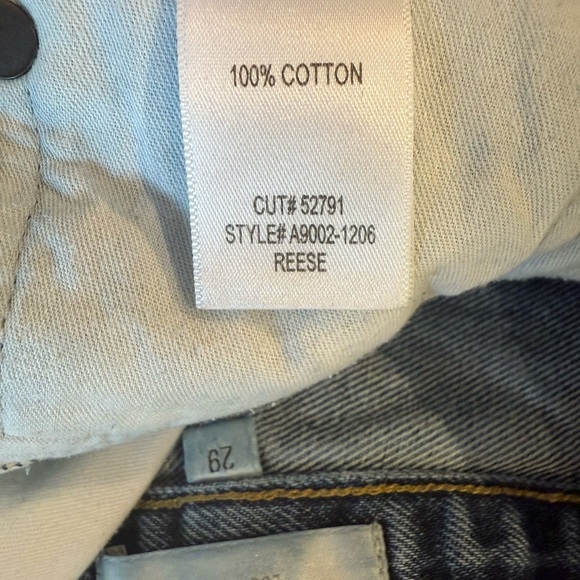 100% COTTON
CUT# 52791
STYLE# A9002-1206
REESE
29